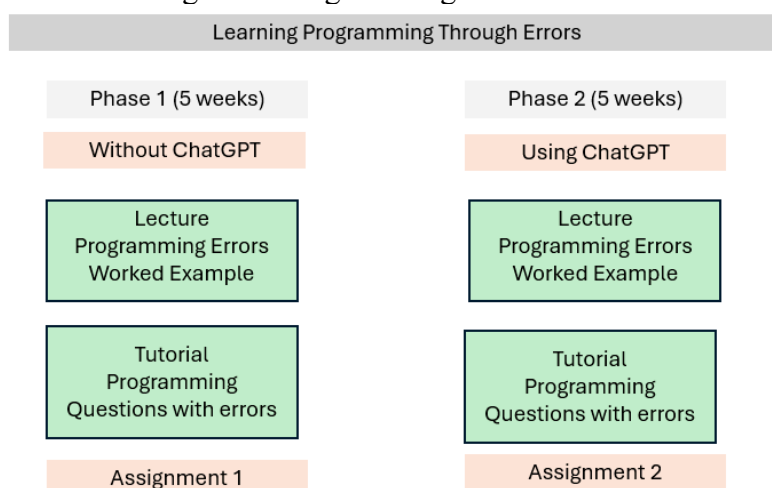 Learning Programming Through Errors
Phase 1 (5 weeks)
Phase 2 (5 weeks)
Without ChatGPT
Using ChatGPT
Lecture
Programming Errors
Worked Example
Lecture
Programming Errors
Worked Example
Tutorial
Programming
Questions with errors
Tutorial
Programming
Questions with errors
Assignment 1
Assignment 2